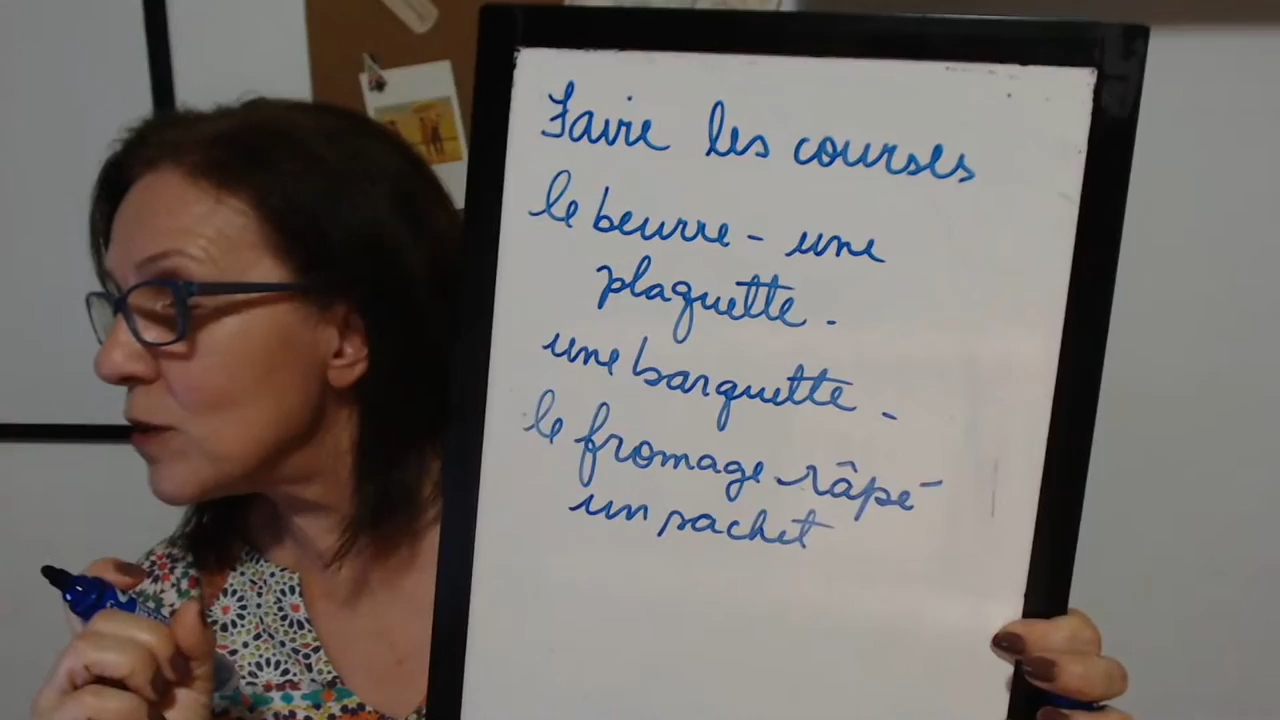 Faire les courses
le beurre - une
plaquette.
une barquette.
le fromage râpé -
un sachet